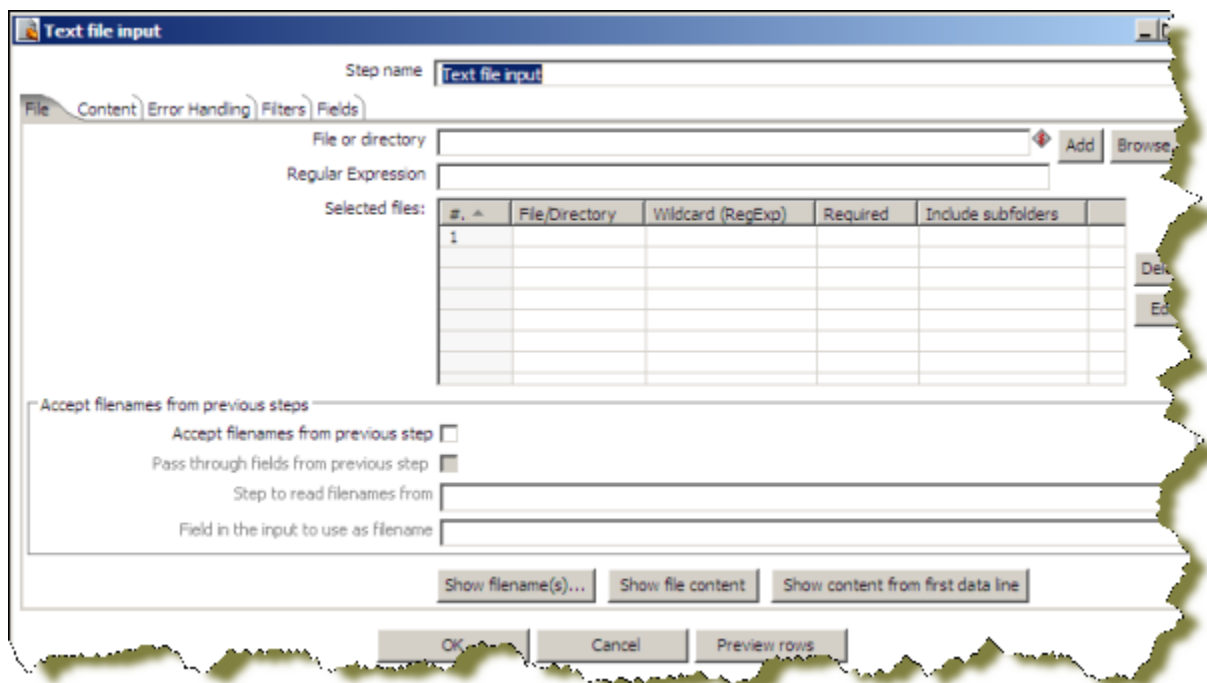 Text file input
Step name Text file input
File Content Error Handling Filters Fields
File or directory Add Browse
Regular Expression
Selected files: #. File/Directory Wildcard (RegExp) Required Include subfolders
1
Accept filenames from previous steps
Accept filenames from previous step
Pass through fields from previous step
Step to read filenames from
Field in the input to use as filename
Show filename(s)... Show file content Show content from first data line
OK Cancel Preview rows